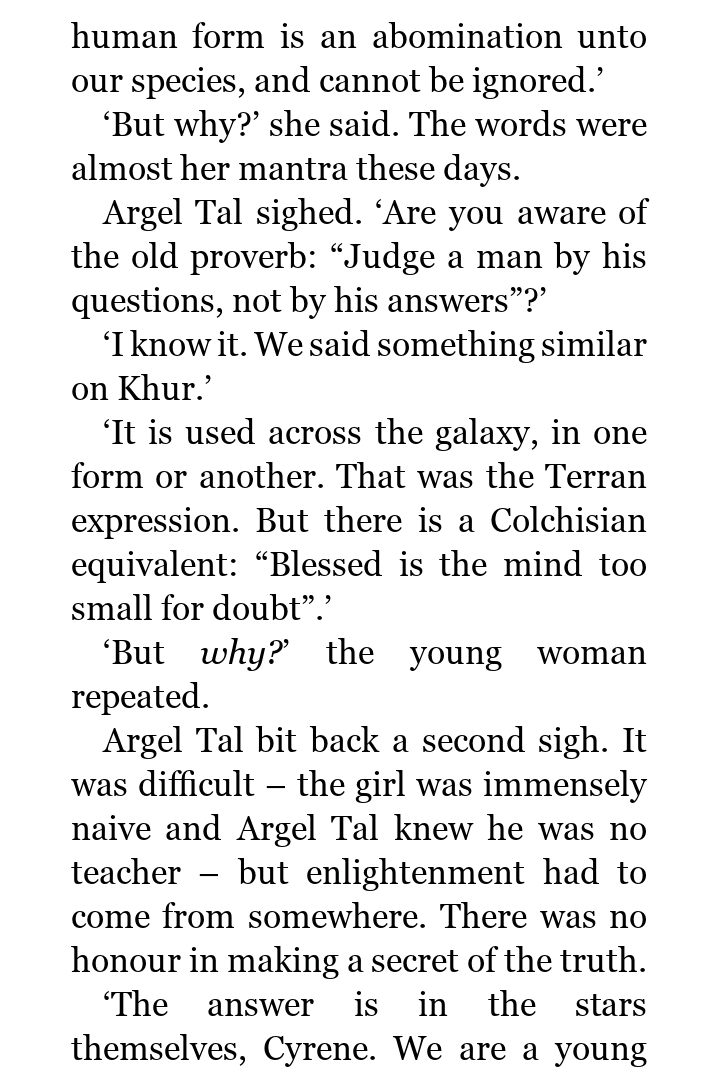 human form is an abomination unto
our species, and cannot be ignored.’
‘But why?’ she said. The words were
almost her mantra these days.
Argel Tal sighed. ‘Are you aware of
the old proverb: “Judge a man by his
questions, not by his answers”?’
‘I know it. We said something similar
on Khur.’
‘It is used across the galaxy, in one
form or another. That was the Terran
expression. But there is a Colchisian
equivalent: “Blessed is the mind too
small for doubt”.’
‘But why?’ the young woman
repeated.
Argel Tal bit back a second sigh. It
was difficult – the girl was immensely
naive and Argel Tal knew he was no
teacher – but enlightenment had to
come from somewhere. There was no
honour in making a secret of the truth.
‘The answer is in the stars
themselves, Cyrene. We are a young